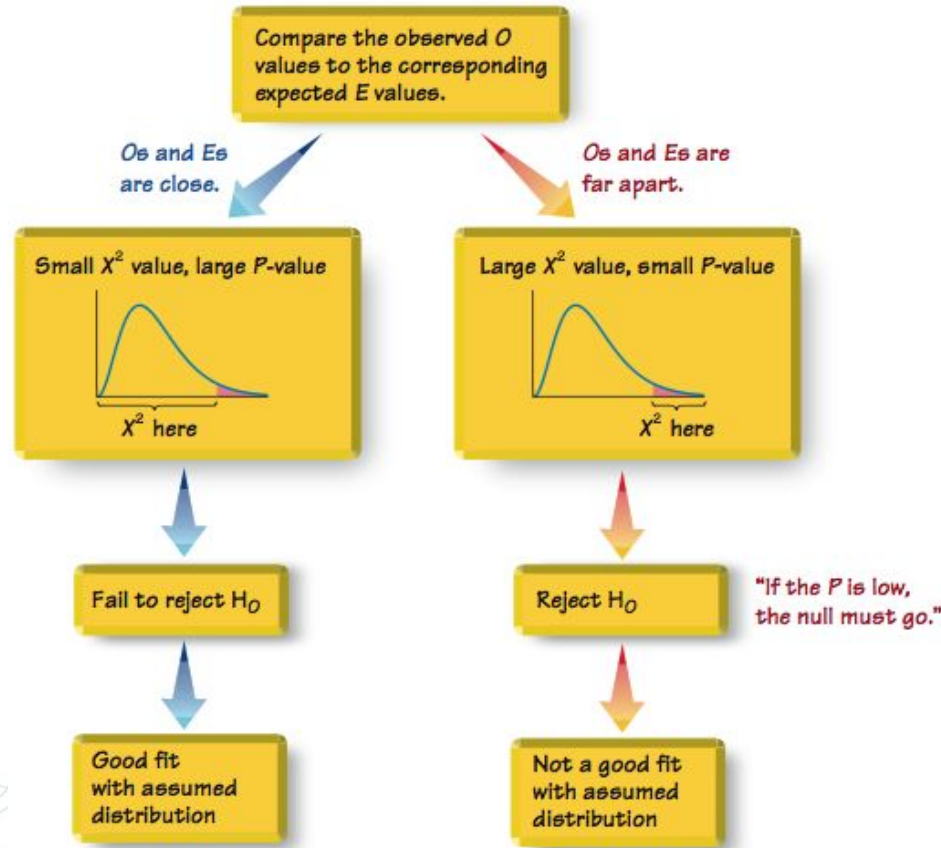 Compare the observed O
values to the corresponding
expected E values.
Os and Es
are close.
Os and Es are
far apart.
Small X² value, large P-value
X² here
Large X² value, small P-value
X² here
Fail to reject H₀
Reject H₀
"If the P is low,
the null must go."
Good fit
with assumed
distribution
Not a good fit
with assumed
distribution